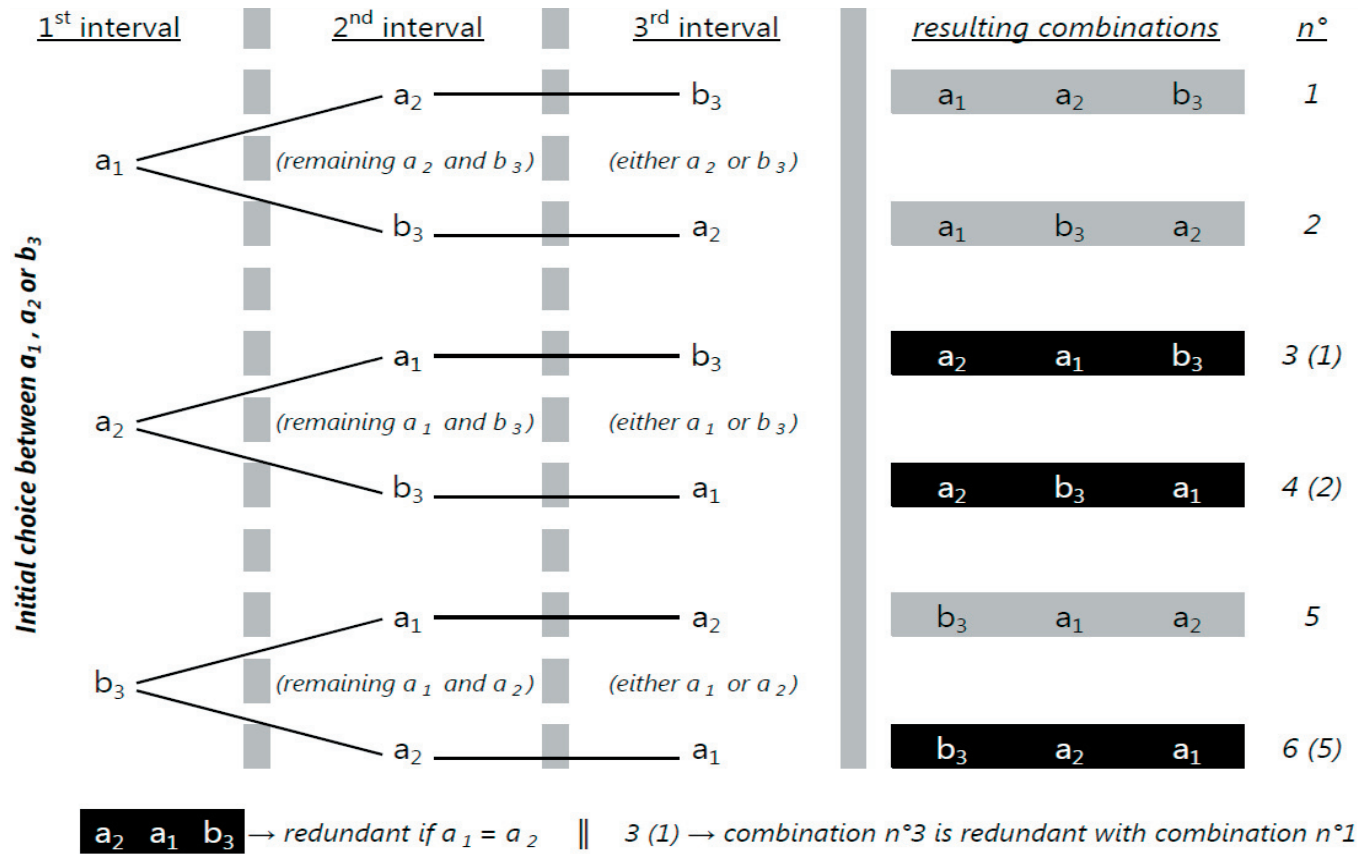 1st interval 2nd interval 3rd interval resulting combinations n°
a2 b3 a1 a2 b3 1
a1 (remaining a2 and b3) (either a2 or b3)
b3 a2 a1 b3 a2 2
Initial choice between a1, a2 or b3
a1 b3 a2 a1 b3 3 (1)
a2 (remaining a1 and b3) (either a1 or b3)
b3 a1 a2 b3 a1 4 (2)
a1 a2 b3 a1 a2 5
b3 (remaining a1 and a2) (either a1 or a2)
a2 a1 b3 a2 a1 6 (5)
a2 a1 b3 → redundant if a1 = a2 || 3 (1) → combination n°3 is redundant with combination n°1